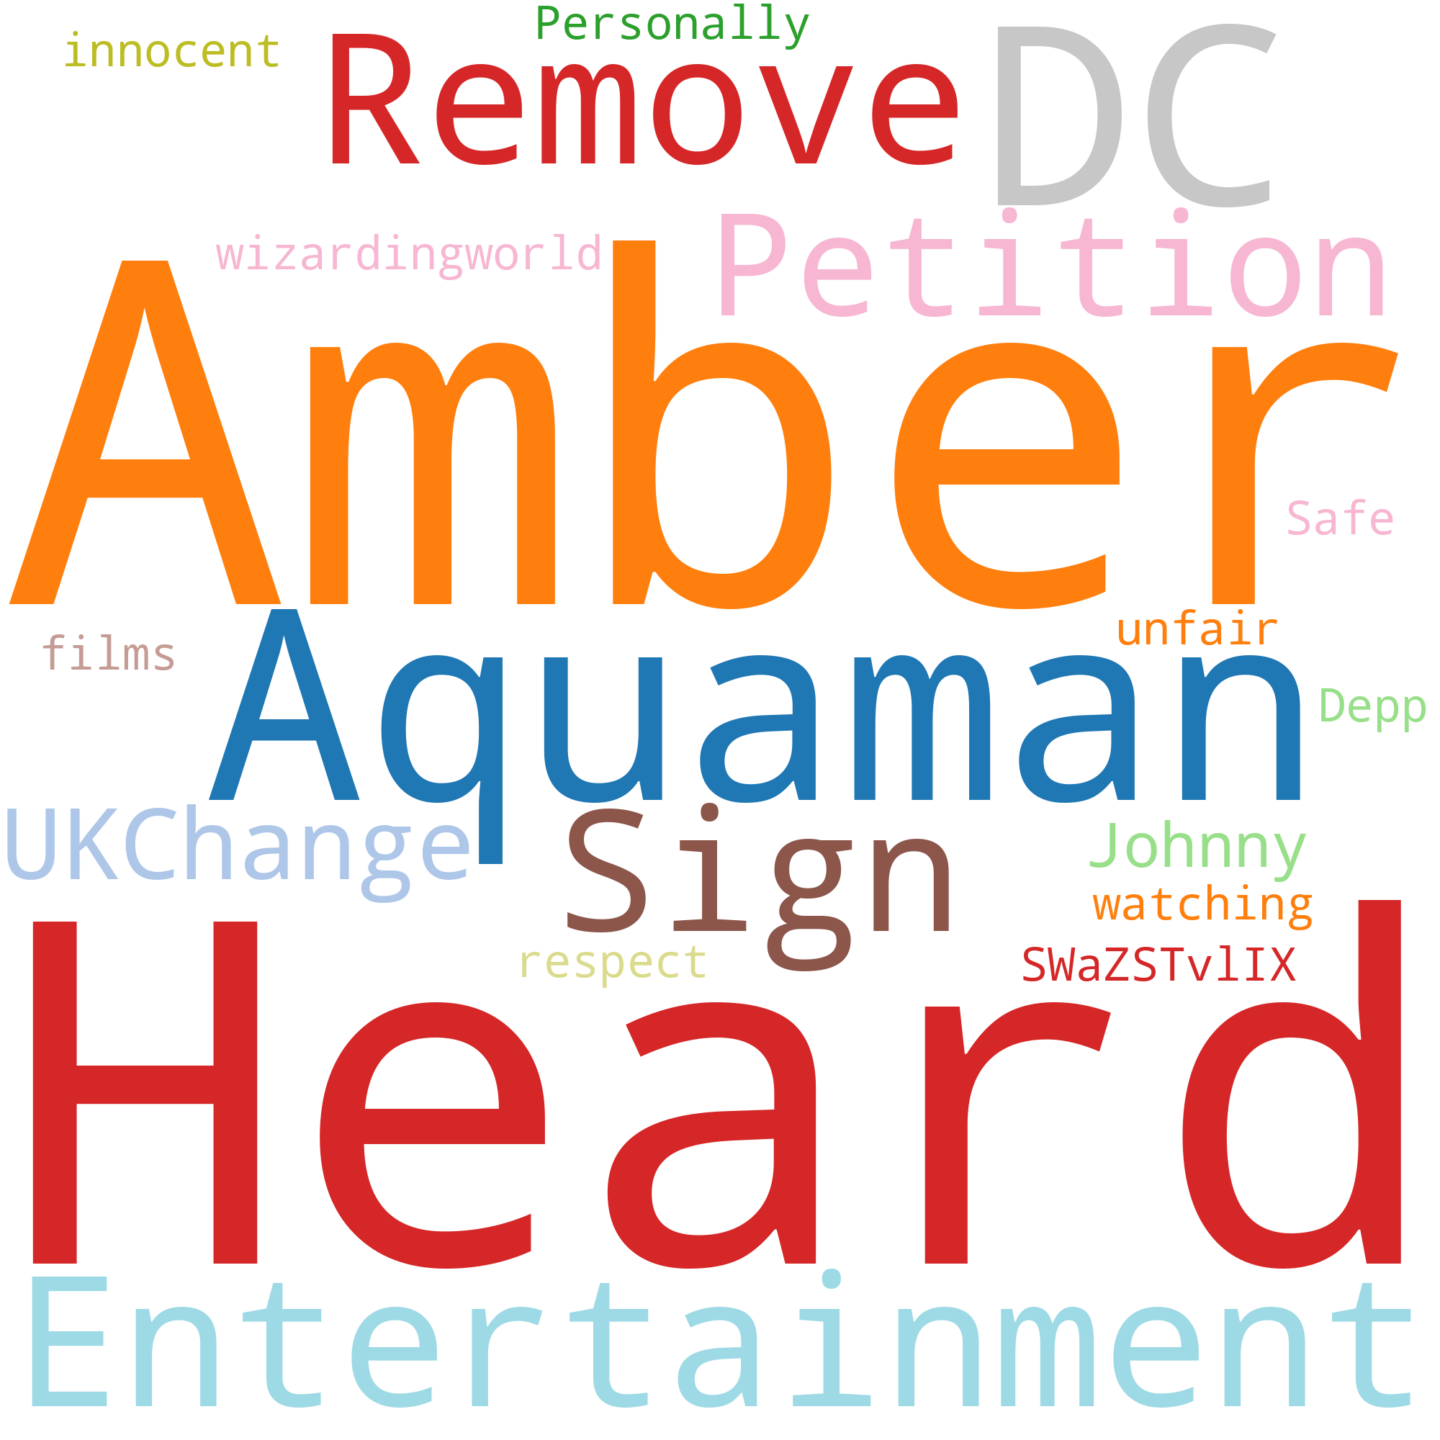 Personally
innocent
Remove
DC
Petition
wizardingworld
Amber
Safe
unfair
films
Aquaman
Depp
UKChange
Sign
Johnny
watching
respect
SWaZSTvlIX
Heard
Entertainment